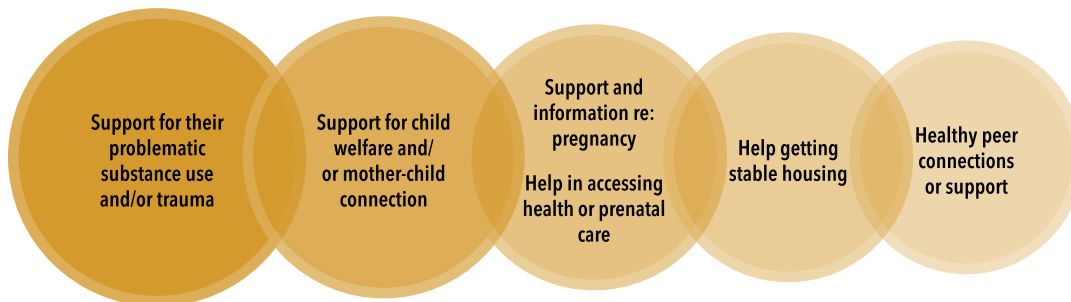 Support for their
problematic
substance use
and/or trauma
Support for child
welfare and/
or mother-child
connection
Support and
information re:
pregnancy
Help in accessing
health or prenatal
care
Help getting
stable housing
Healthy peer
connections
or support